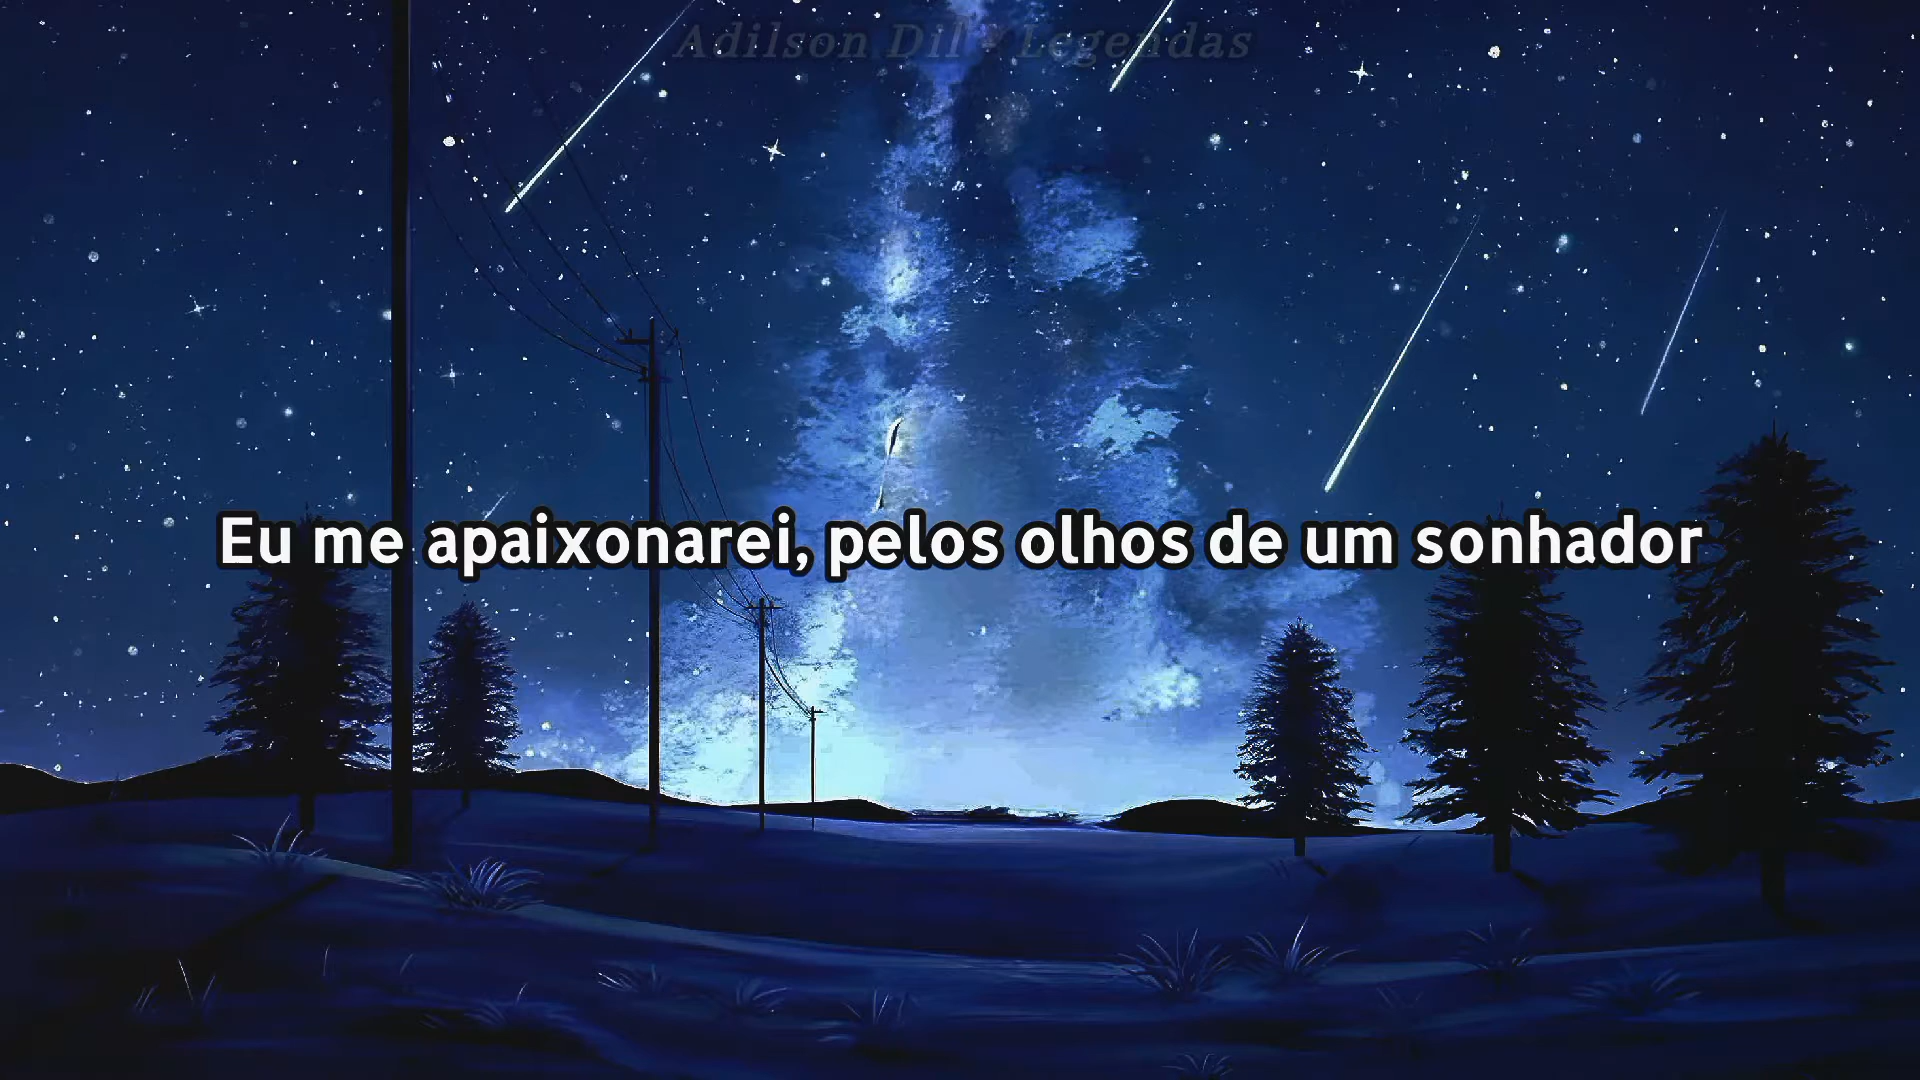 Adilson Dil - Legendas
Eu me apaixonarei, pelos olhos de um sonhador